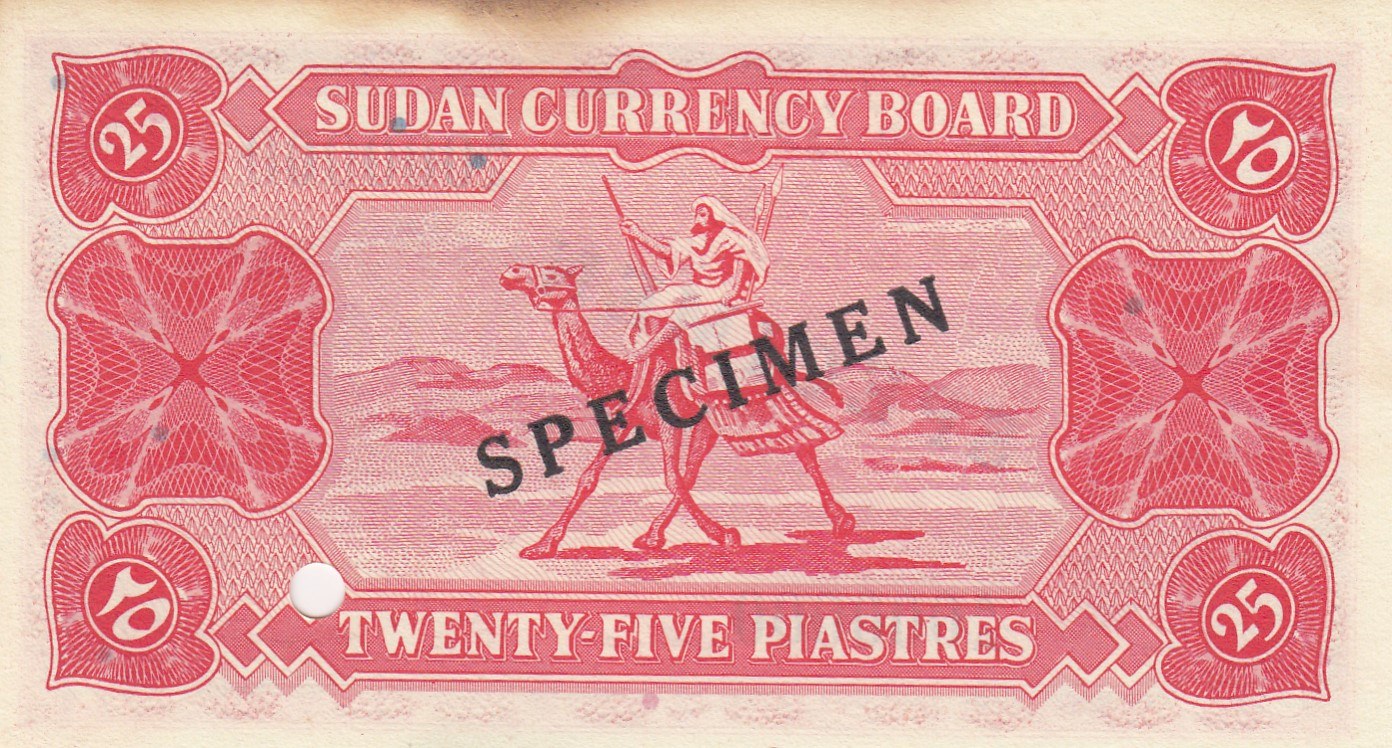 25
SUDAN CURRENCY BOARD
٢٥
SPECIMEN
٢٥
TWENTY-FIVE PIASTRES
25